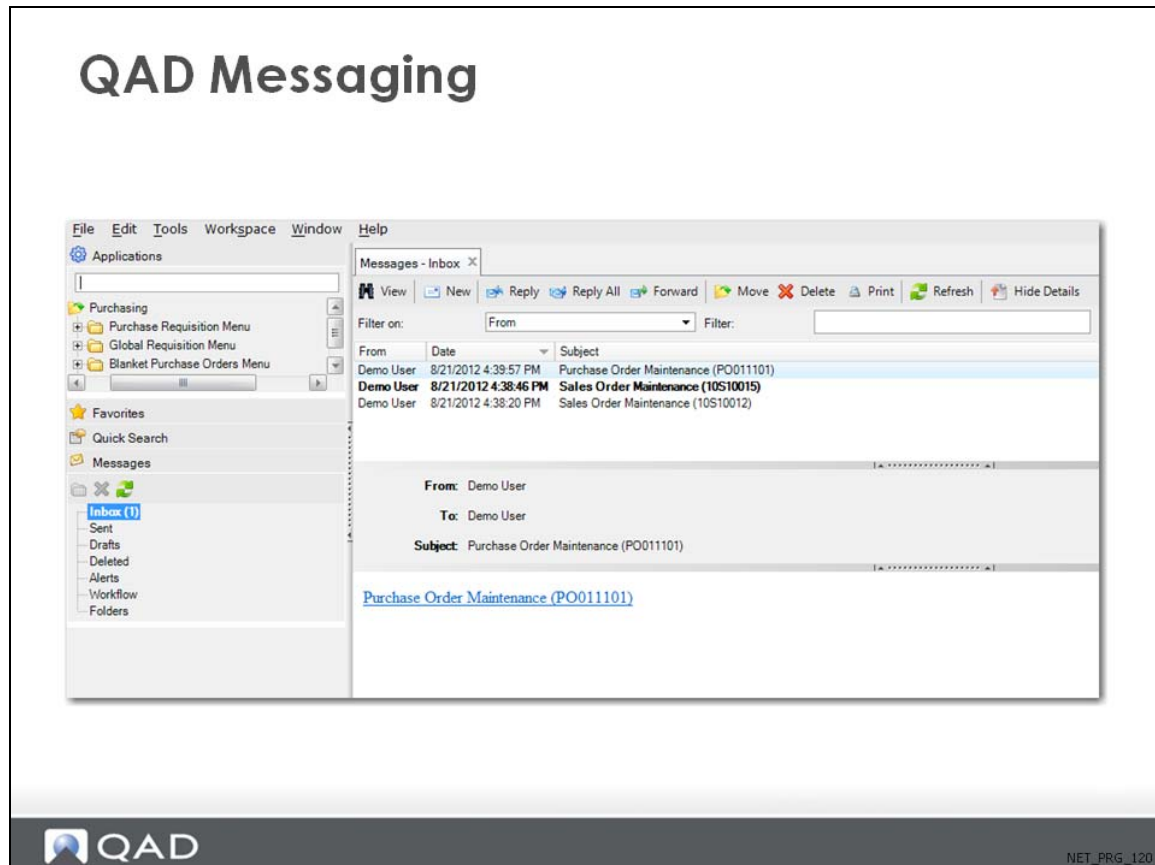 QAD Messaging
File Edit Tools Workspace Window Help
Applications
Purchasing
Purchase Requisition Menu
Global Requisition Menu
Blanket Purchase Orders Menu
Favorites
Quick Search
Messages
Inbox (1)
Sent
Drafts
Deleted
Alerts
Workflow
Folders
Messages - Inbox
View New Reply Reply All Forward Move Delete Print Refresh Hide Details
Filter on: From Filter:
From Date Subject
Demo User 8/21/2012 4:39:57 PM Purchase Order Maintenance (PO011101)
Demo User 8/21/2012 4:38:46 PM Sales Order Maintenance (10S10015)
Demo User 8/21/2012 4:38:20 PM Sales Order Maintenance (10S10012)
From: Demo User
To: Demo User
Subject: Purchase Order Maintenance (PO011101)
Purchase Order Maintenance (PO011101)
QAD
NET_PRG_120